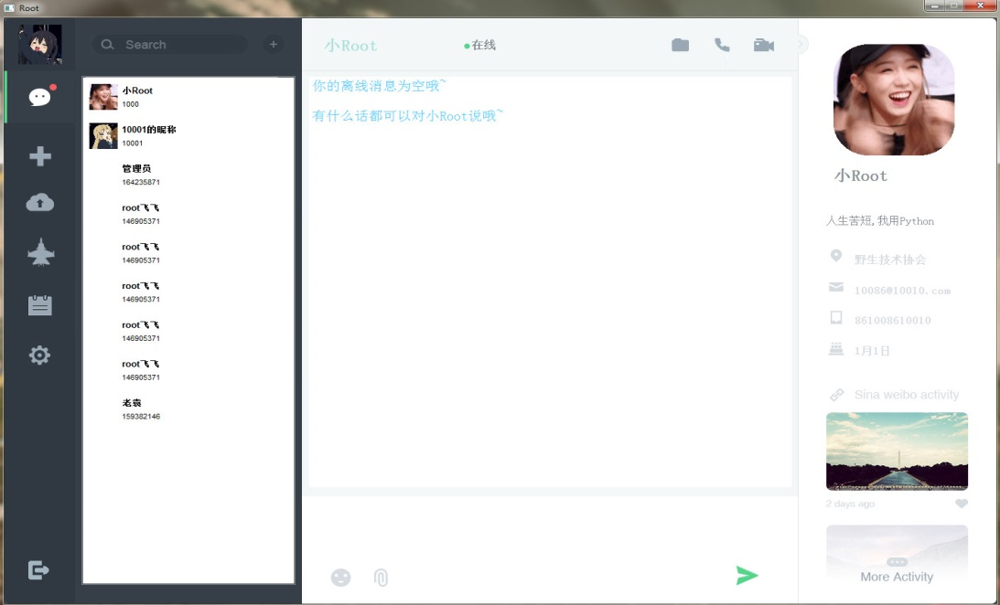 Root
Search
小Root
1000
10001的昵称
10001
管理员
164235871
root飞飞
146905371
root飞飞
146905371
root飞飞
146905371
root飞飞
146905371
root飞飞
146905371
老袁
159382146
小Root
在线
你的离线消息为空哦~
有什么话都可以对小Root说哦~
小Root
人生苦短,我用Python
野生技术协会
10086@10010.com
861008610010
1月1日
Sina weibo activity
2 days ago
More Activity